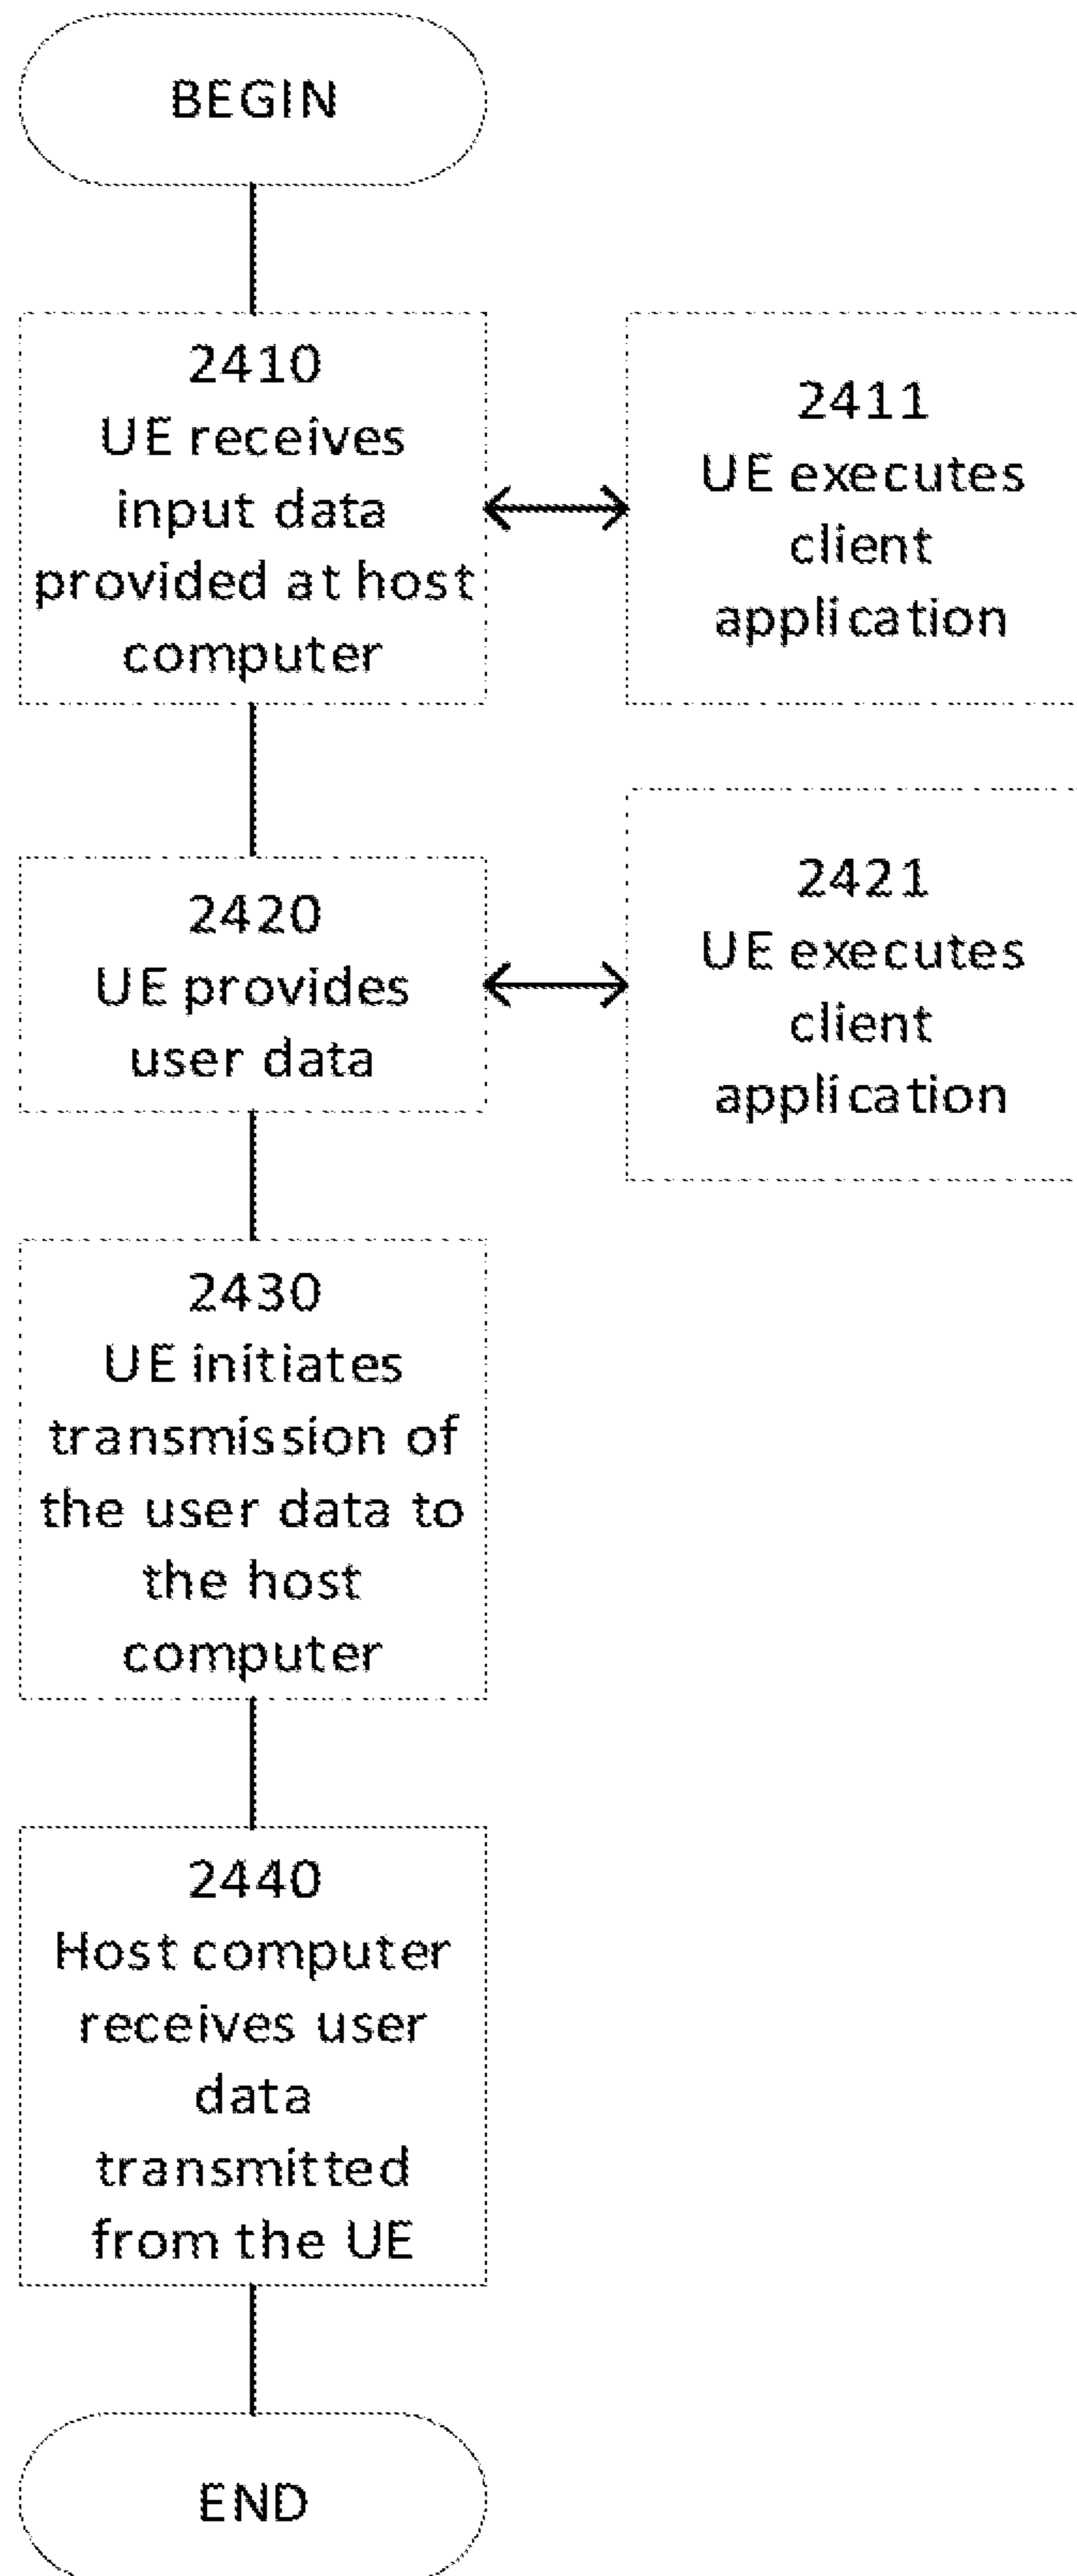 BEGIN
2410
UE receives
input data
provided at host
computer
2411
UE executes
client
application
2420
UE provides
user data
2421
UE executes
client
application
2430
UE initiates
transmission of
the user data to
the host
computer
2440
Host computer
receives user
data
transmitted
from the UE
END